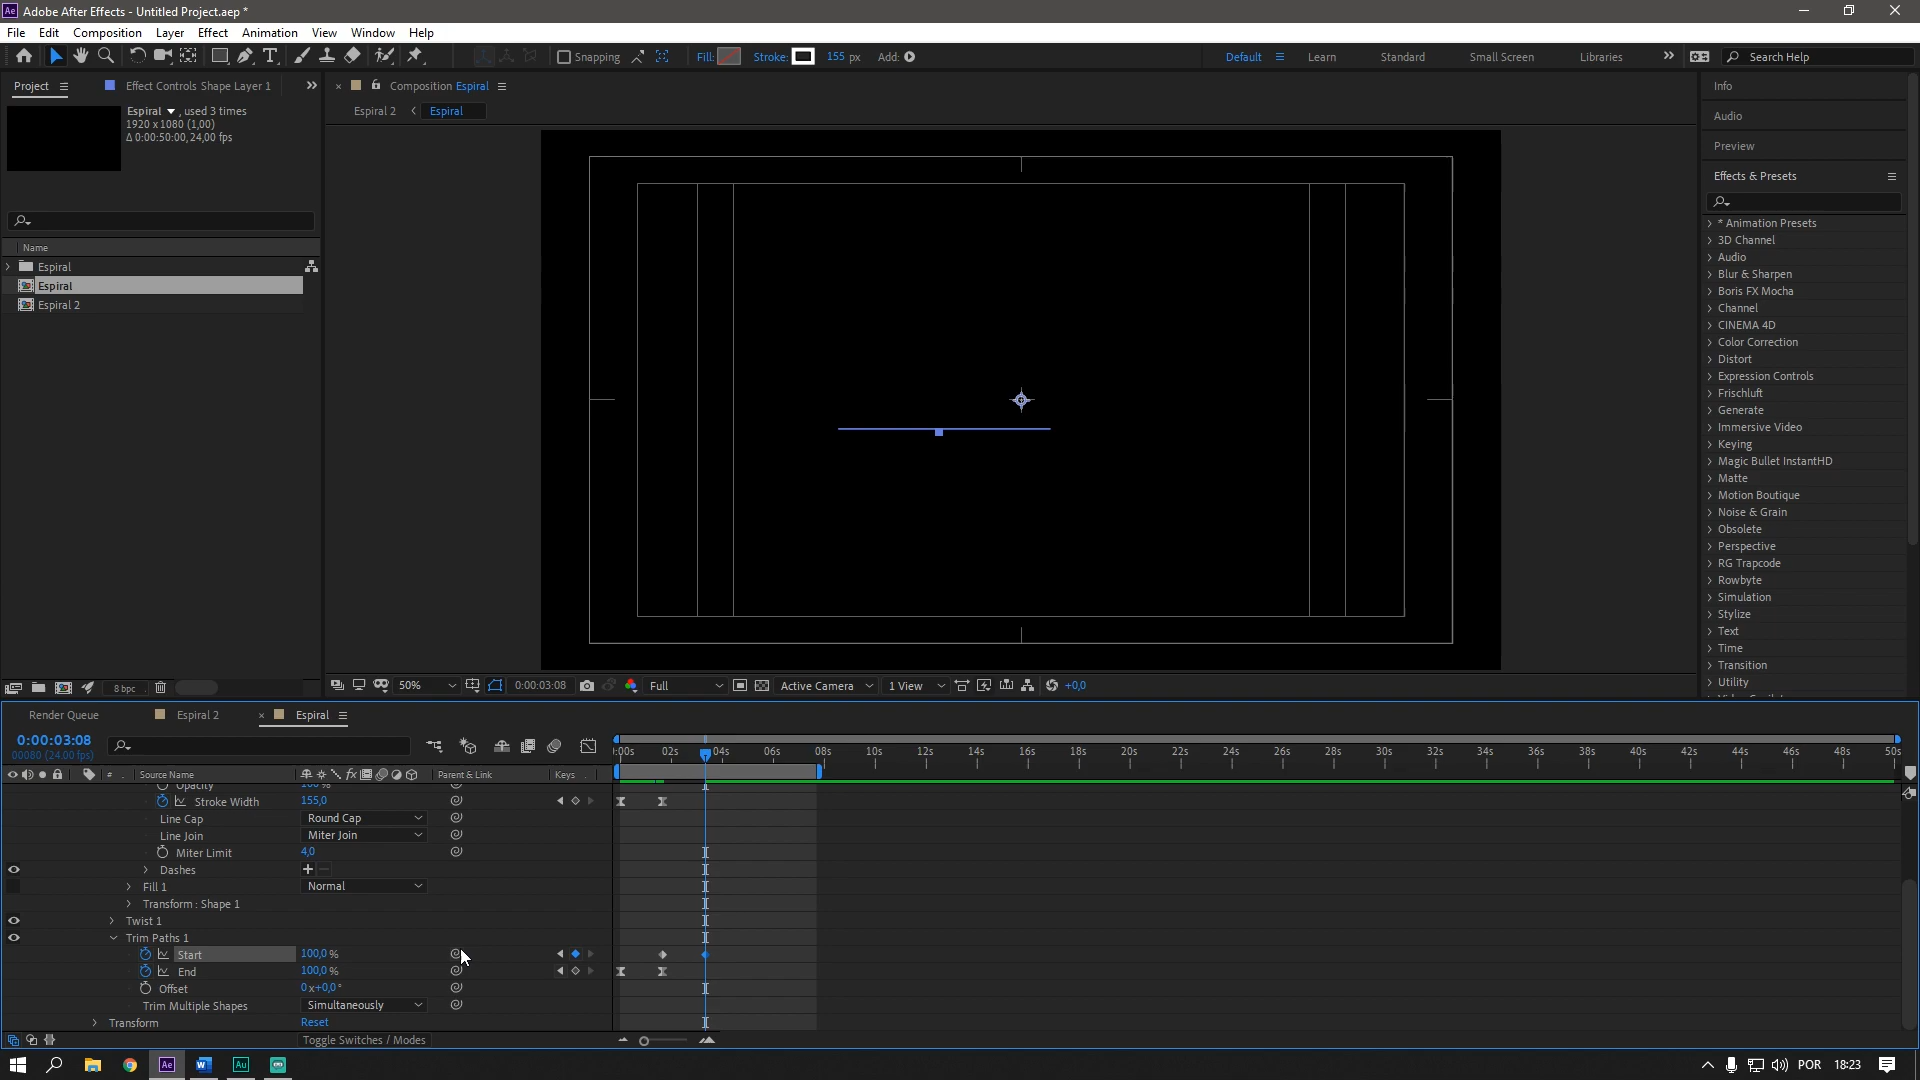 Adobe After Effects - Untitled Project.aep *
File Edit Composition Layer Effect Animation View Window Help
Snapping Fill: Stroke: 155 px Add: Default Learn Standard Small Screen Libraries Search Help
Project Effect Controls Shape Layer 1
Composition Espiral
Info
Espiral 2 Espiral
Espiral , used 3 times
1920 x 1080 (1,00)
Δ 0:00:50:00, 24,00 fps
Audio
Preview
Effects & Presets
* Animation Presets
3D Channel
Audio
Blur & Sharpen
Boris FX Mocha
Channel
CINEMA 4D
Color Correction
Distort
Expression Controls
Frischluft
Generate
Immersive Video
Keying
Magic Bullet InstantHD
Matte
Motion Boutique
Noise & Grain
Obsolete
Perspective
RG Trapcode
Rowbyte
Simulation
Stylize
Text
Time
Transition
Utility
Name
Espiral
Espiral
Espiral 2
8 bpc
50% 0:00:03:08 Full Active Camera 1 View +0,0
Render Queue Espiral 2 Espiral
0:00:03:08
00080 (24.00 fps)
:00s 02s 04s 06s 08s 10s 12s 14s 16s 18s 20s 22s 24s 26s 28s 30s 32s 34s 36s 38s 40s 42s 44s 46s 48s 50s
# Source Name fx Parent & Link Keys
Opacity 100 %
Stroke Width 155,0
Line Cap Round Cap
Line Join Miter Join
Miter Limit 4,0
Dashes
Fill 1 Normal
Transform : Shape 1
Twist 1
Trim Paths 1
Start 100,0 %
End 100,0 %
Offset 0 x+0,0 °
Trim Multiple Shapes Simultaneously
Transform Reset
Toggle Switches / Modes
Ae Au POR 18:23